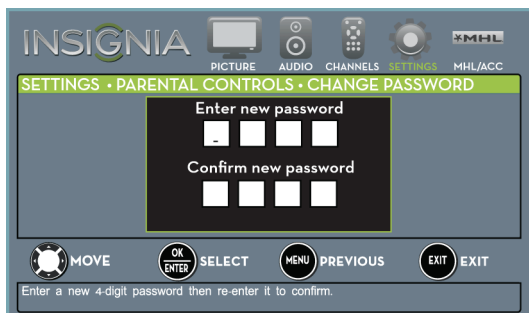 INSIGNIA
PICTURE AUDIO CHANNELS SETTINGS MHL MHL/ACC
SETTINGS • PARENTAL CONTROLS • CHANGE PASSWORD
Enter new password
-
Confirm new password
MOVE OK ENTER SELECT MENU PREVIOUS EXIT EXIT
Enter a new 4-digit password then re-enter it to confirm.